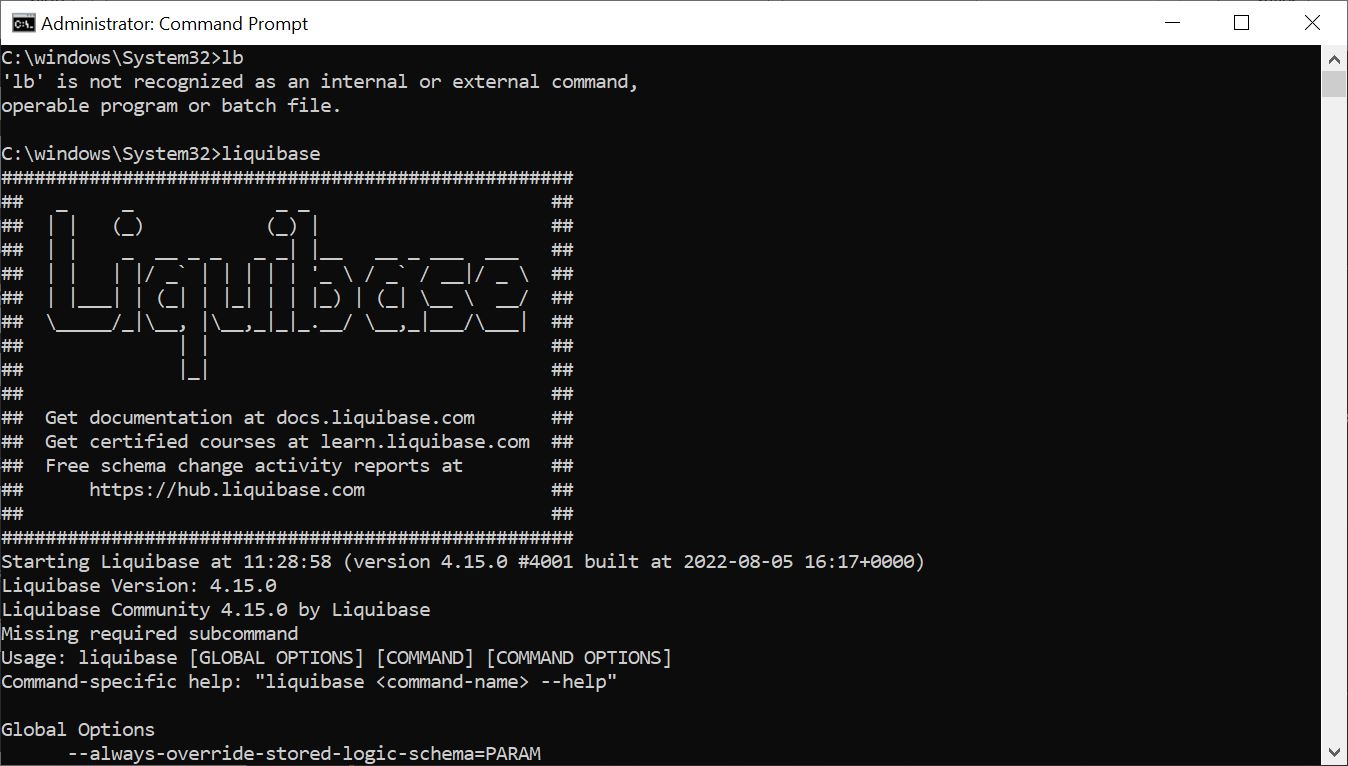 Administrator: Command Prompt
C:\windows\System32>lb
'lb' is not recognized as an internal or external command,
operable program or batch file.

C:\windows\System32>liquibase
####################################################
##   _     _             _ _                      ##
##  | |   (_)           (_) |                     ##
##  | |    _  __ _ _   _ _| |__   __ _ ___  ___   ##
##  | |   | |/ _` | | | | | '_ \ / _` / __|/ _ \  ##
##  | |___| | (_| | |_| | | |_) | (_| \__ \  __/  ##
##  \_____/_|\__, |\__,_|_|_.__/ \__,_|___/\___|  ##
##              | |                               ##
##              |_|                               ##
##                                                ##
##  Get documentation at docs.liquibase.com       ##
##  Get certified courses at learn.liquibase.com  ##
##  Free schema change activity reports at        ##
##      https://hub.liquibase.com                 ##
##                                                ##
####################################################
Starting Liquibase at 11:28:58 (version 4.15.0 #4001 built at 2022-08-05 16:17+0000)
Liquibase Version: 4.15.0
Liquibase Community 4.15.0 by Liquibase
Missing required subcommand
Usage: liquibase [GLOBAL OPTIONS] [COMMAND] [COMMAND OPTIONS]
Command-specific help: "liquibase <command-name> --help"

Global Options
      --always-override-stored-logic-schema=PARAM